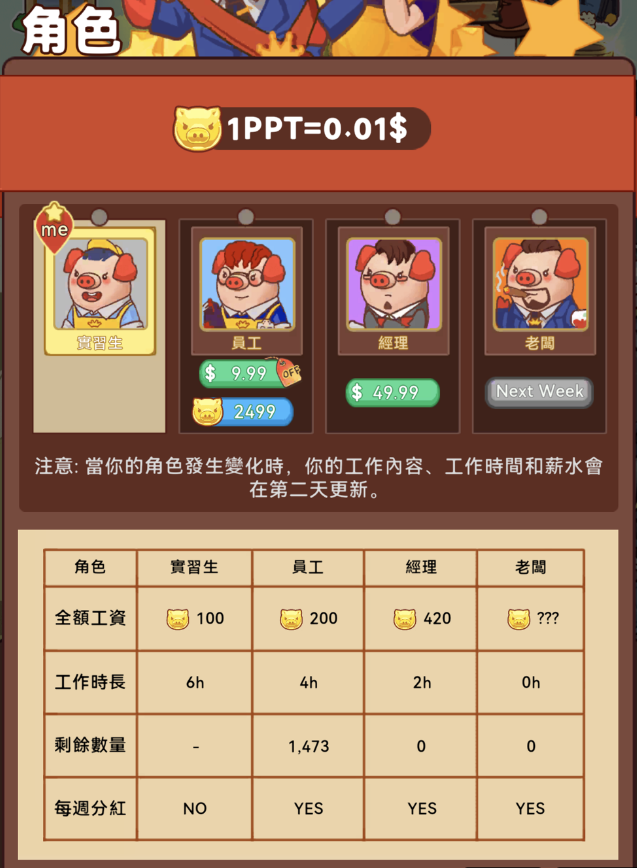 角色
1PPT=0.01$
me
實習生
員工
經理
老闆
$ 9.99 OFF
$ 49.99
Next Week
2499
注意: 當你的角色發生變化時，你的工作內容、工作時間和薪水會
在第二天更新。
角色 實習生 員工 經理 老闆
全額工資 100 200 420 ???
工作時長 6h 4h 2h 0h
剩餘數量 - 1,473 0 0
每週分紅 NO YES YES YES